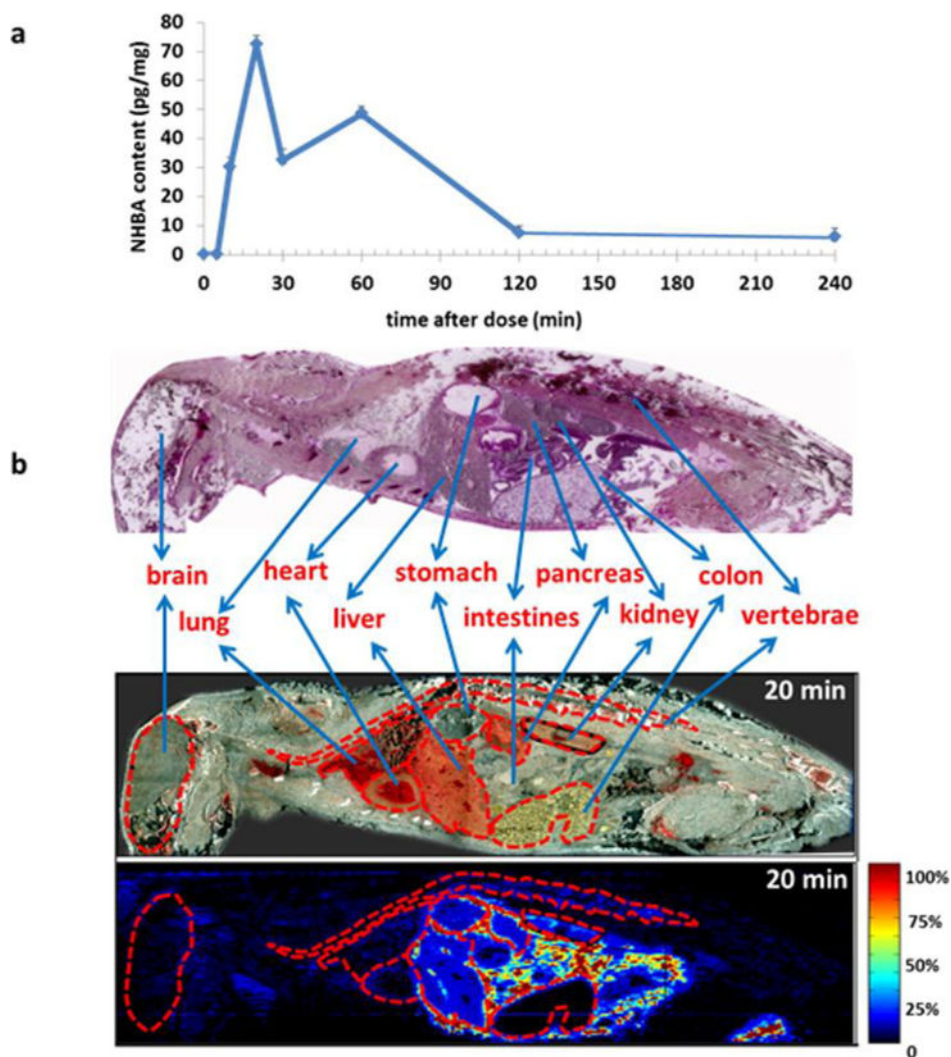 a
NHBA content (pg/mg)
80
70
60
50
40
30
20
10
0
0 30 60 90 120 150 180 210 240
time after dose (min)
b
brain heart stomach pancreas colon
lung liver intestines kidney vertebrae
20 min
20 min
100%
75%
50%
25%
0